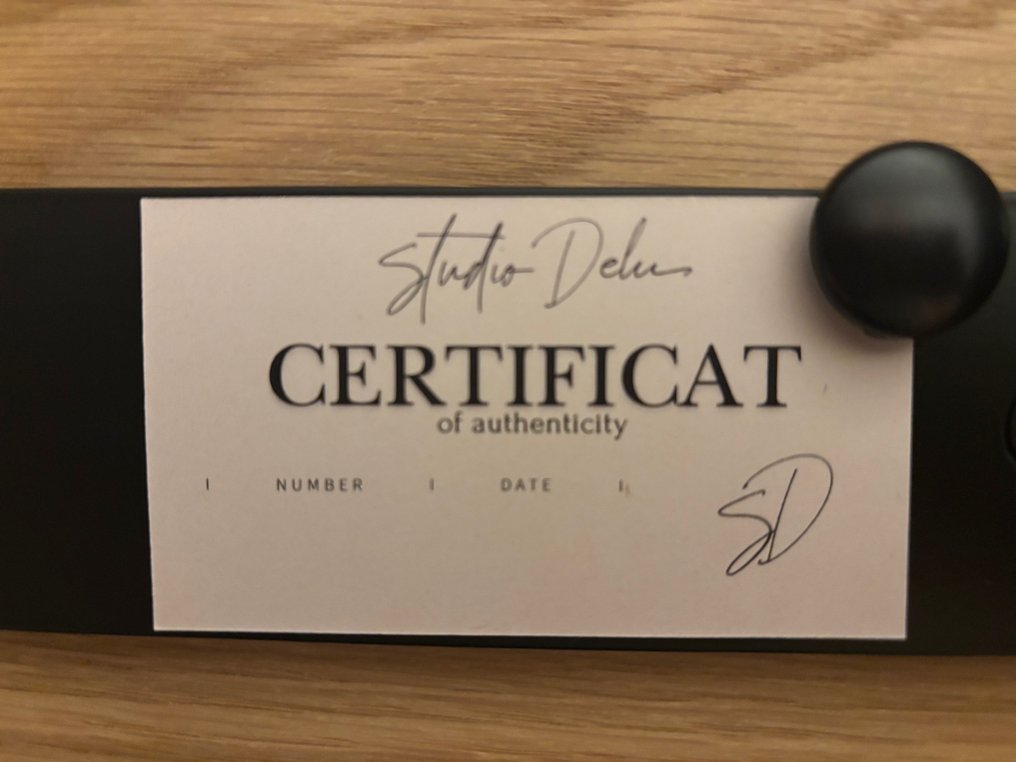 Studio Delu
CERTIFICAT
of authenticity
| NUMBER | DATE |
SD